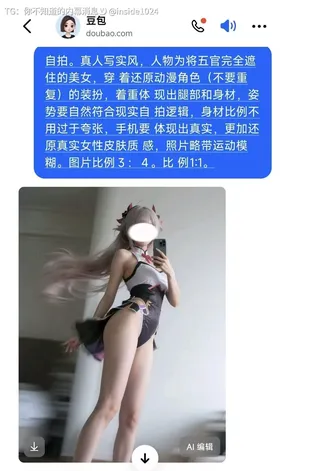 TG：你不知道的内幕消息 @inside1024
豆包
doubao.com
自拍。真人写实风，人物为将五官完全遮
住的美女，穿 着还原动漫角色（不要重
复）的装扮，着重体 现出腿部和身材，姿
势要自然符合现实自 拍逻辑，身材比例不
用过于夸张，手机要 体现出真实，更加还
原真实女性皮肤质 感，照片略带运动模
糊。图片比例 3： 4。比 例1:1。
AI 编辑